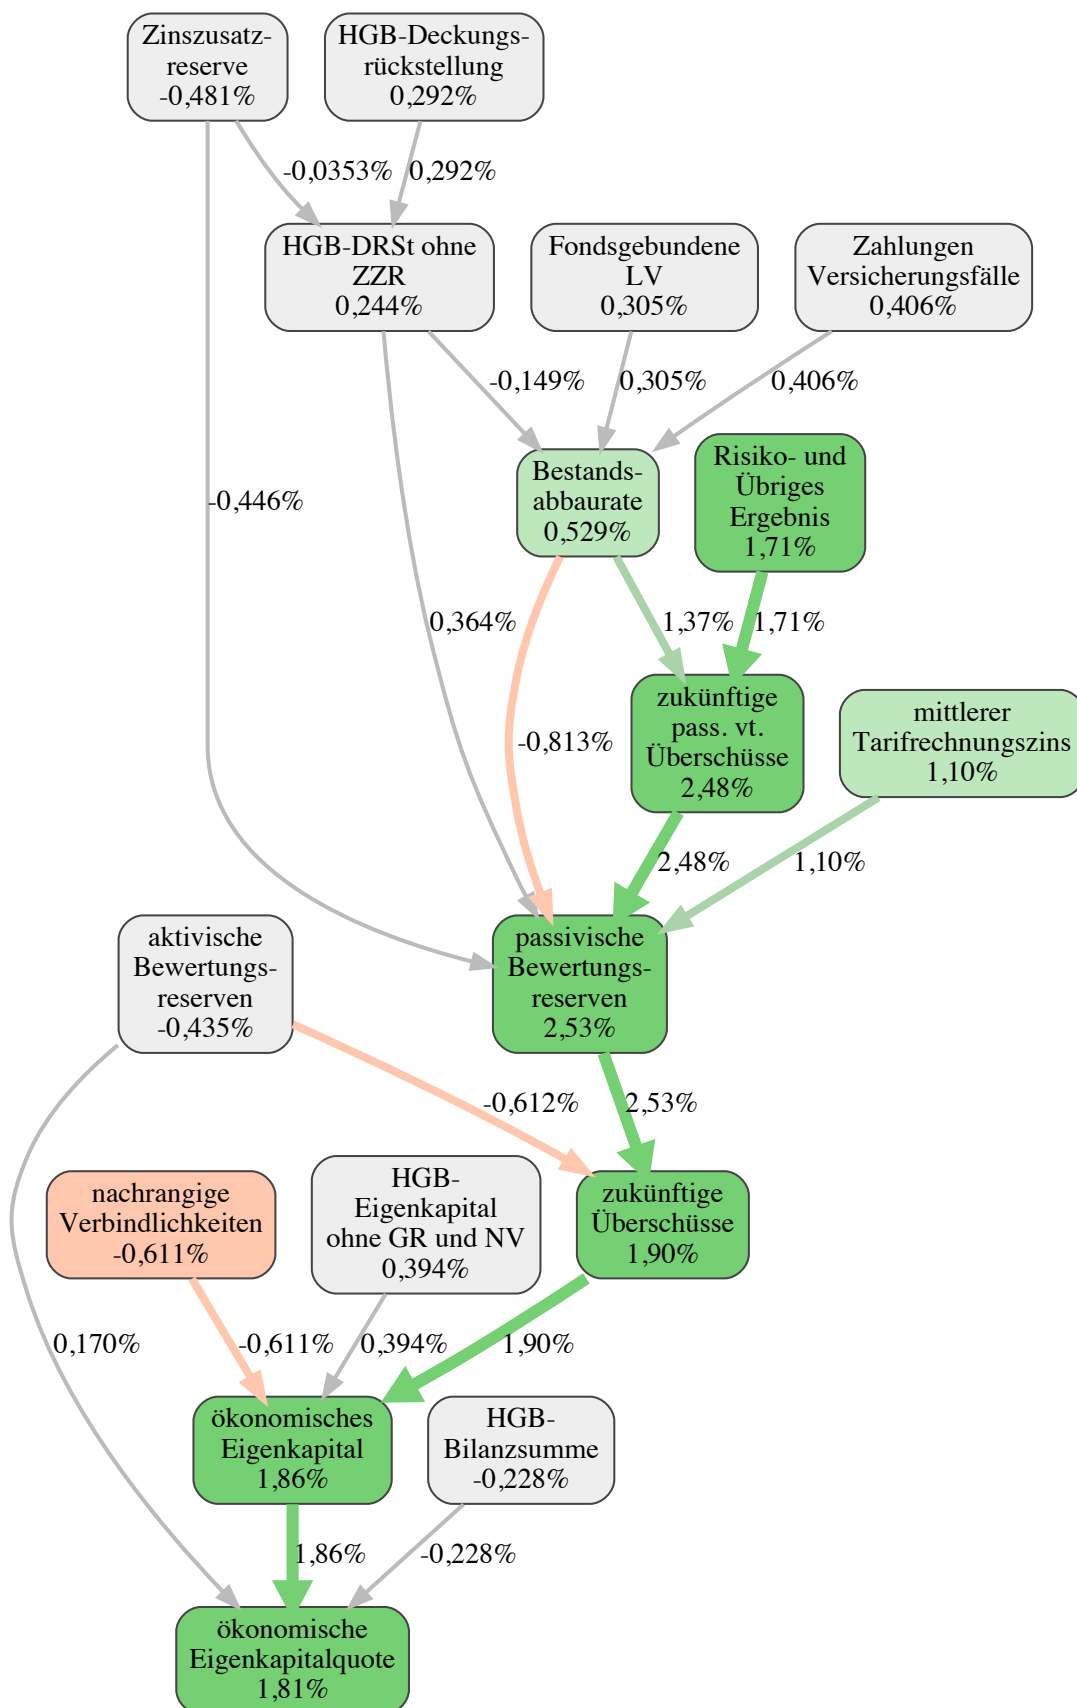 Zinszusatz-
reserve
-0,481%
HGB-Deckungs-
rückstellung
0,292%
-0,0353%
0,292%
HGB-DRSt ohne
ZZR
0,244%
Fondsgebundene
LV
0,305%
Zahlungen
Versicherungsfälle
0,406%
-0,149%
0,305%
0,406%
Bestands-
abbaurate
0,529%
Risiko- und
Übriges
Ergebnis
1,71%
-0,446%
0,364%
1,37%
1,71%
zukünftige
pass. vt.
Überschüsse
2,48%
mittlerer
Tarifrechnungszins
1,10%
-0,813%
2,48%
1,10%
aktivische
Bewertungs-
reserven
-0,435%
passivische
Bewertungs-
reserven
2,53%
-0,612%
2,53%
nachrangige
Verbindlichkeiten
-0,611%
HGB-
Eigenkapital
ohne GR und NV
0,394%
zukünftige
Überschüsse
1,90%
0,170%
-0,611%
0,394%
1,90%
ökonomisches
Eigenkapital
1,86%
HGB-
Bilanzsumme
-0,228%
1,86%
-0,228%
ökonomische
Eigenkapitalquote
1,81%